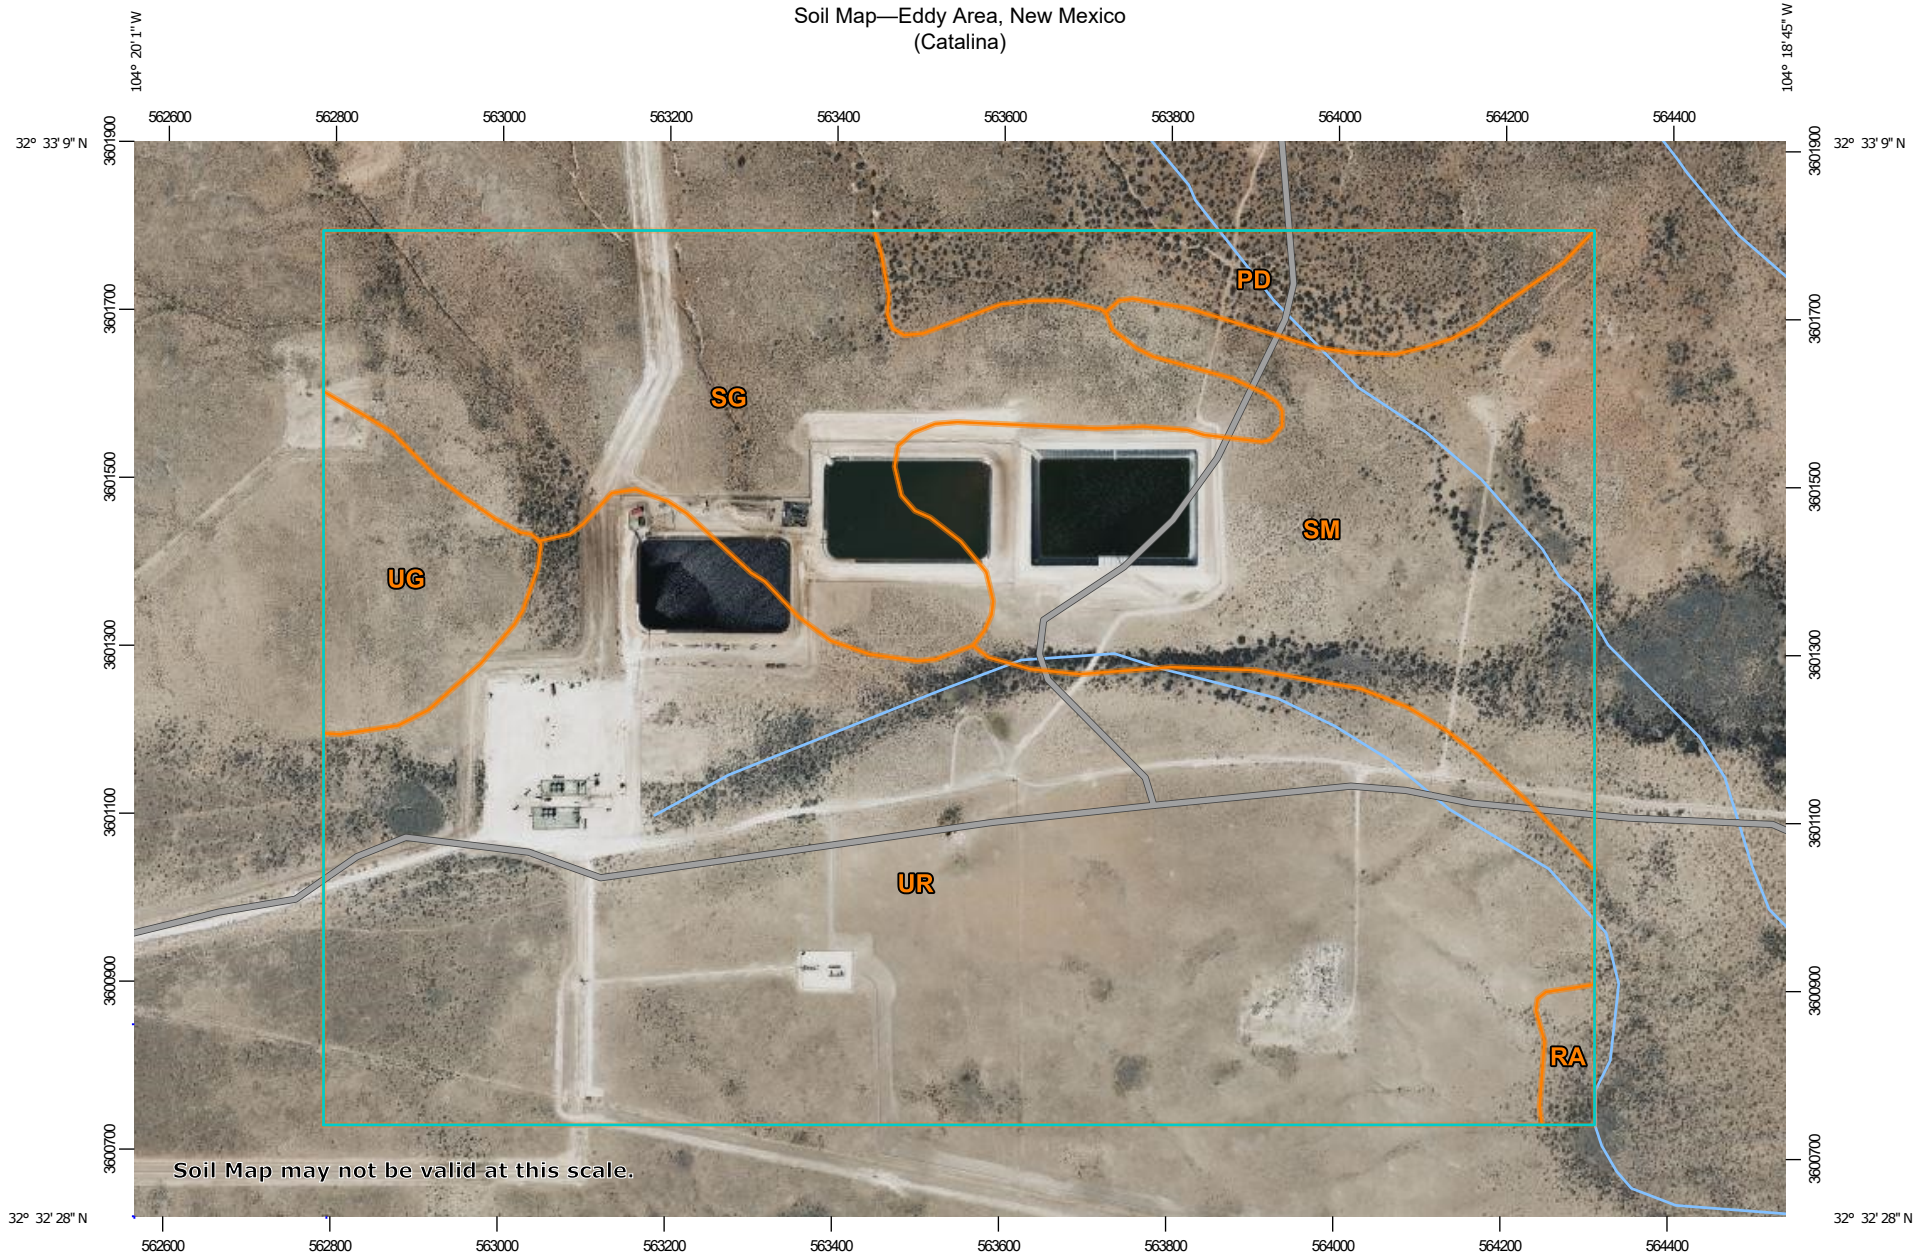 Soil Map—Eddy Area, New Mexico
(Catalina)
104° 20' 1" W
104° 18' 45" W
562600 562800 563000 563200 563400 563600 563800 564000 564200 564400
32° 33' 9" N
32° 33' 9" N
3601900
3601900
PD
3601700
3601700
SG
3601500
3601500
SM
UG
3601300
3601300
3601100
3601100
UR
3600900
3600900
RA
3600700
3600700
Soil Map may not be valid at this scale.
32° 32' 28" N
32° 32' 28" N
562600 562800 563000 563200 563400 563600 563800 564000 564200 564400